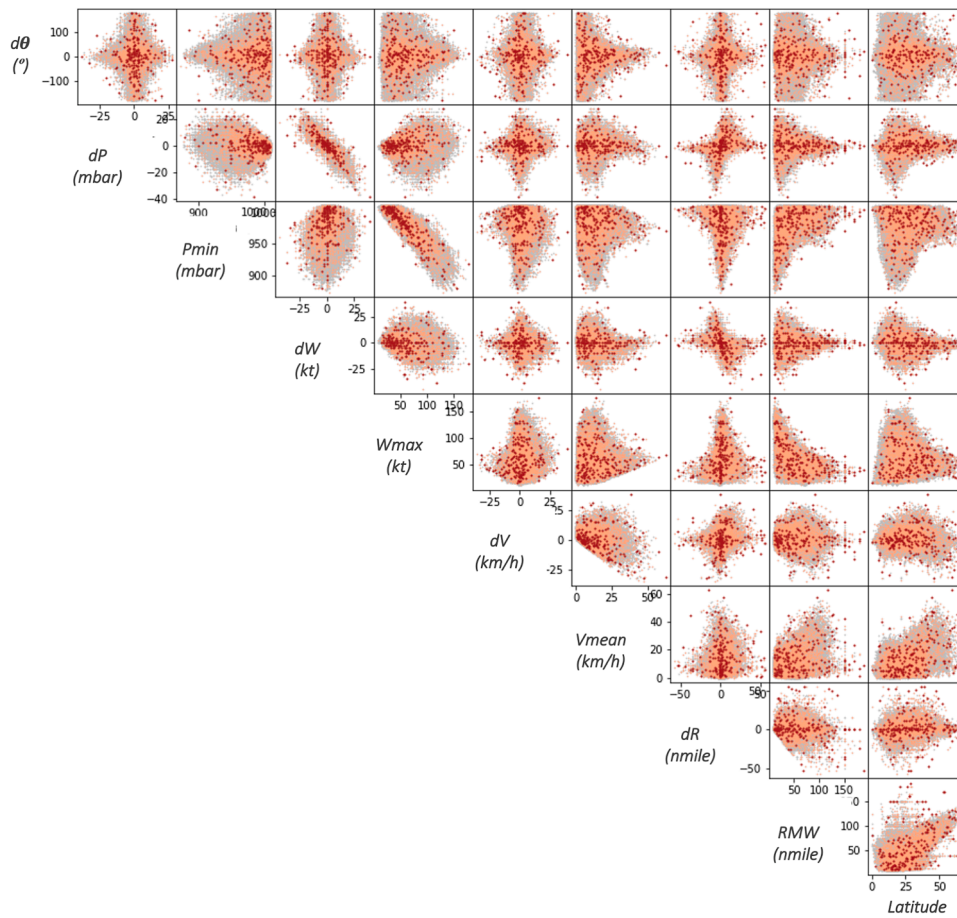 100
dθ
0
(º)
−100
−25 0 25
20
dP
0
(mbar)
−20
−40
900 1000
Pmin
950
(mbar)
900
−25 0 25
dW
25
0
(kt)
−25
50 100 150
Wmax
150
100
(kt)
50
−25 0 25
dV
0
(km/h)
-25
0 25 50
60
Vmean
40
(km/h)
20
0
−50 0
dR
0
(nmile)
−50
50 100 150
RMW
100
(nmile)
50
0 25 50
Latitude